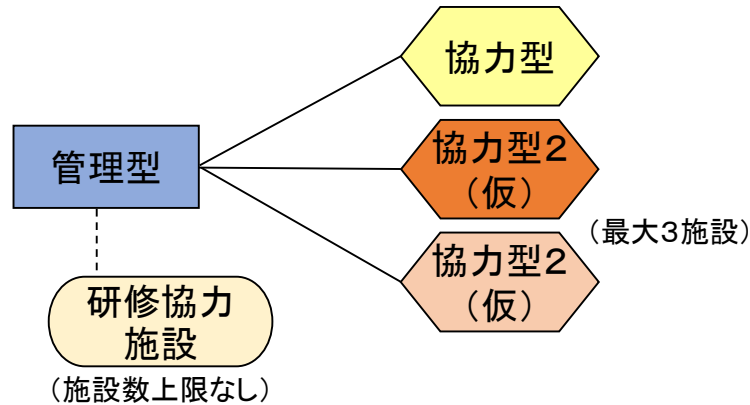 協力型
管理型
協力型2
(仮)
(最大3施設)
協力型2
(仮)
研修協力
施設
(施設数上限なし)